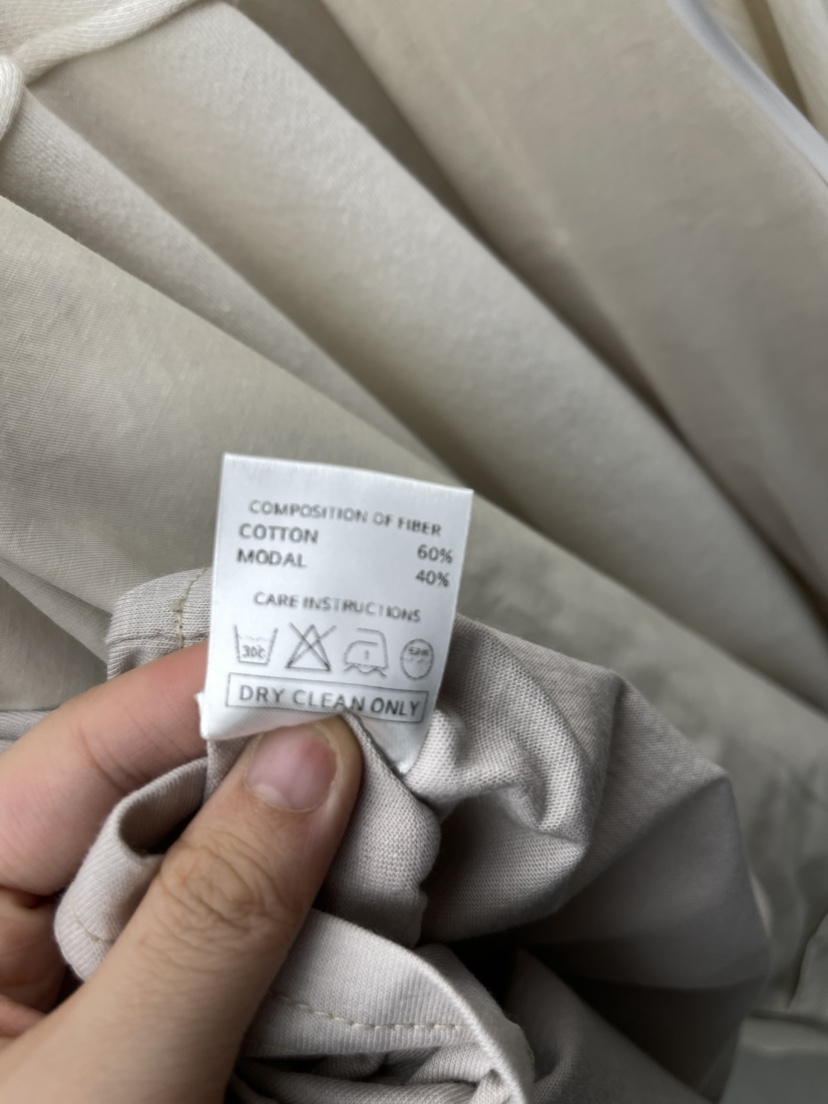 COMPOSITION OF FIBER
COTTON 60%
MODAL 40%
CARE INSTRUCTIONS
30c
DRY CLEAN ONLY